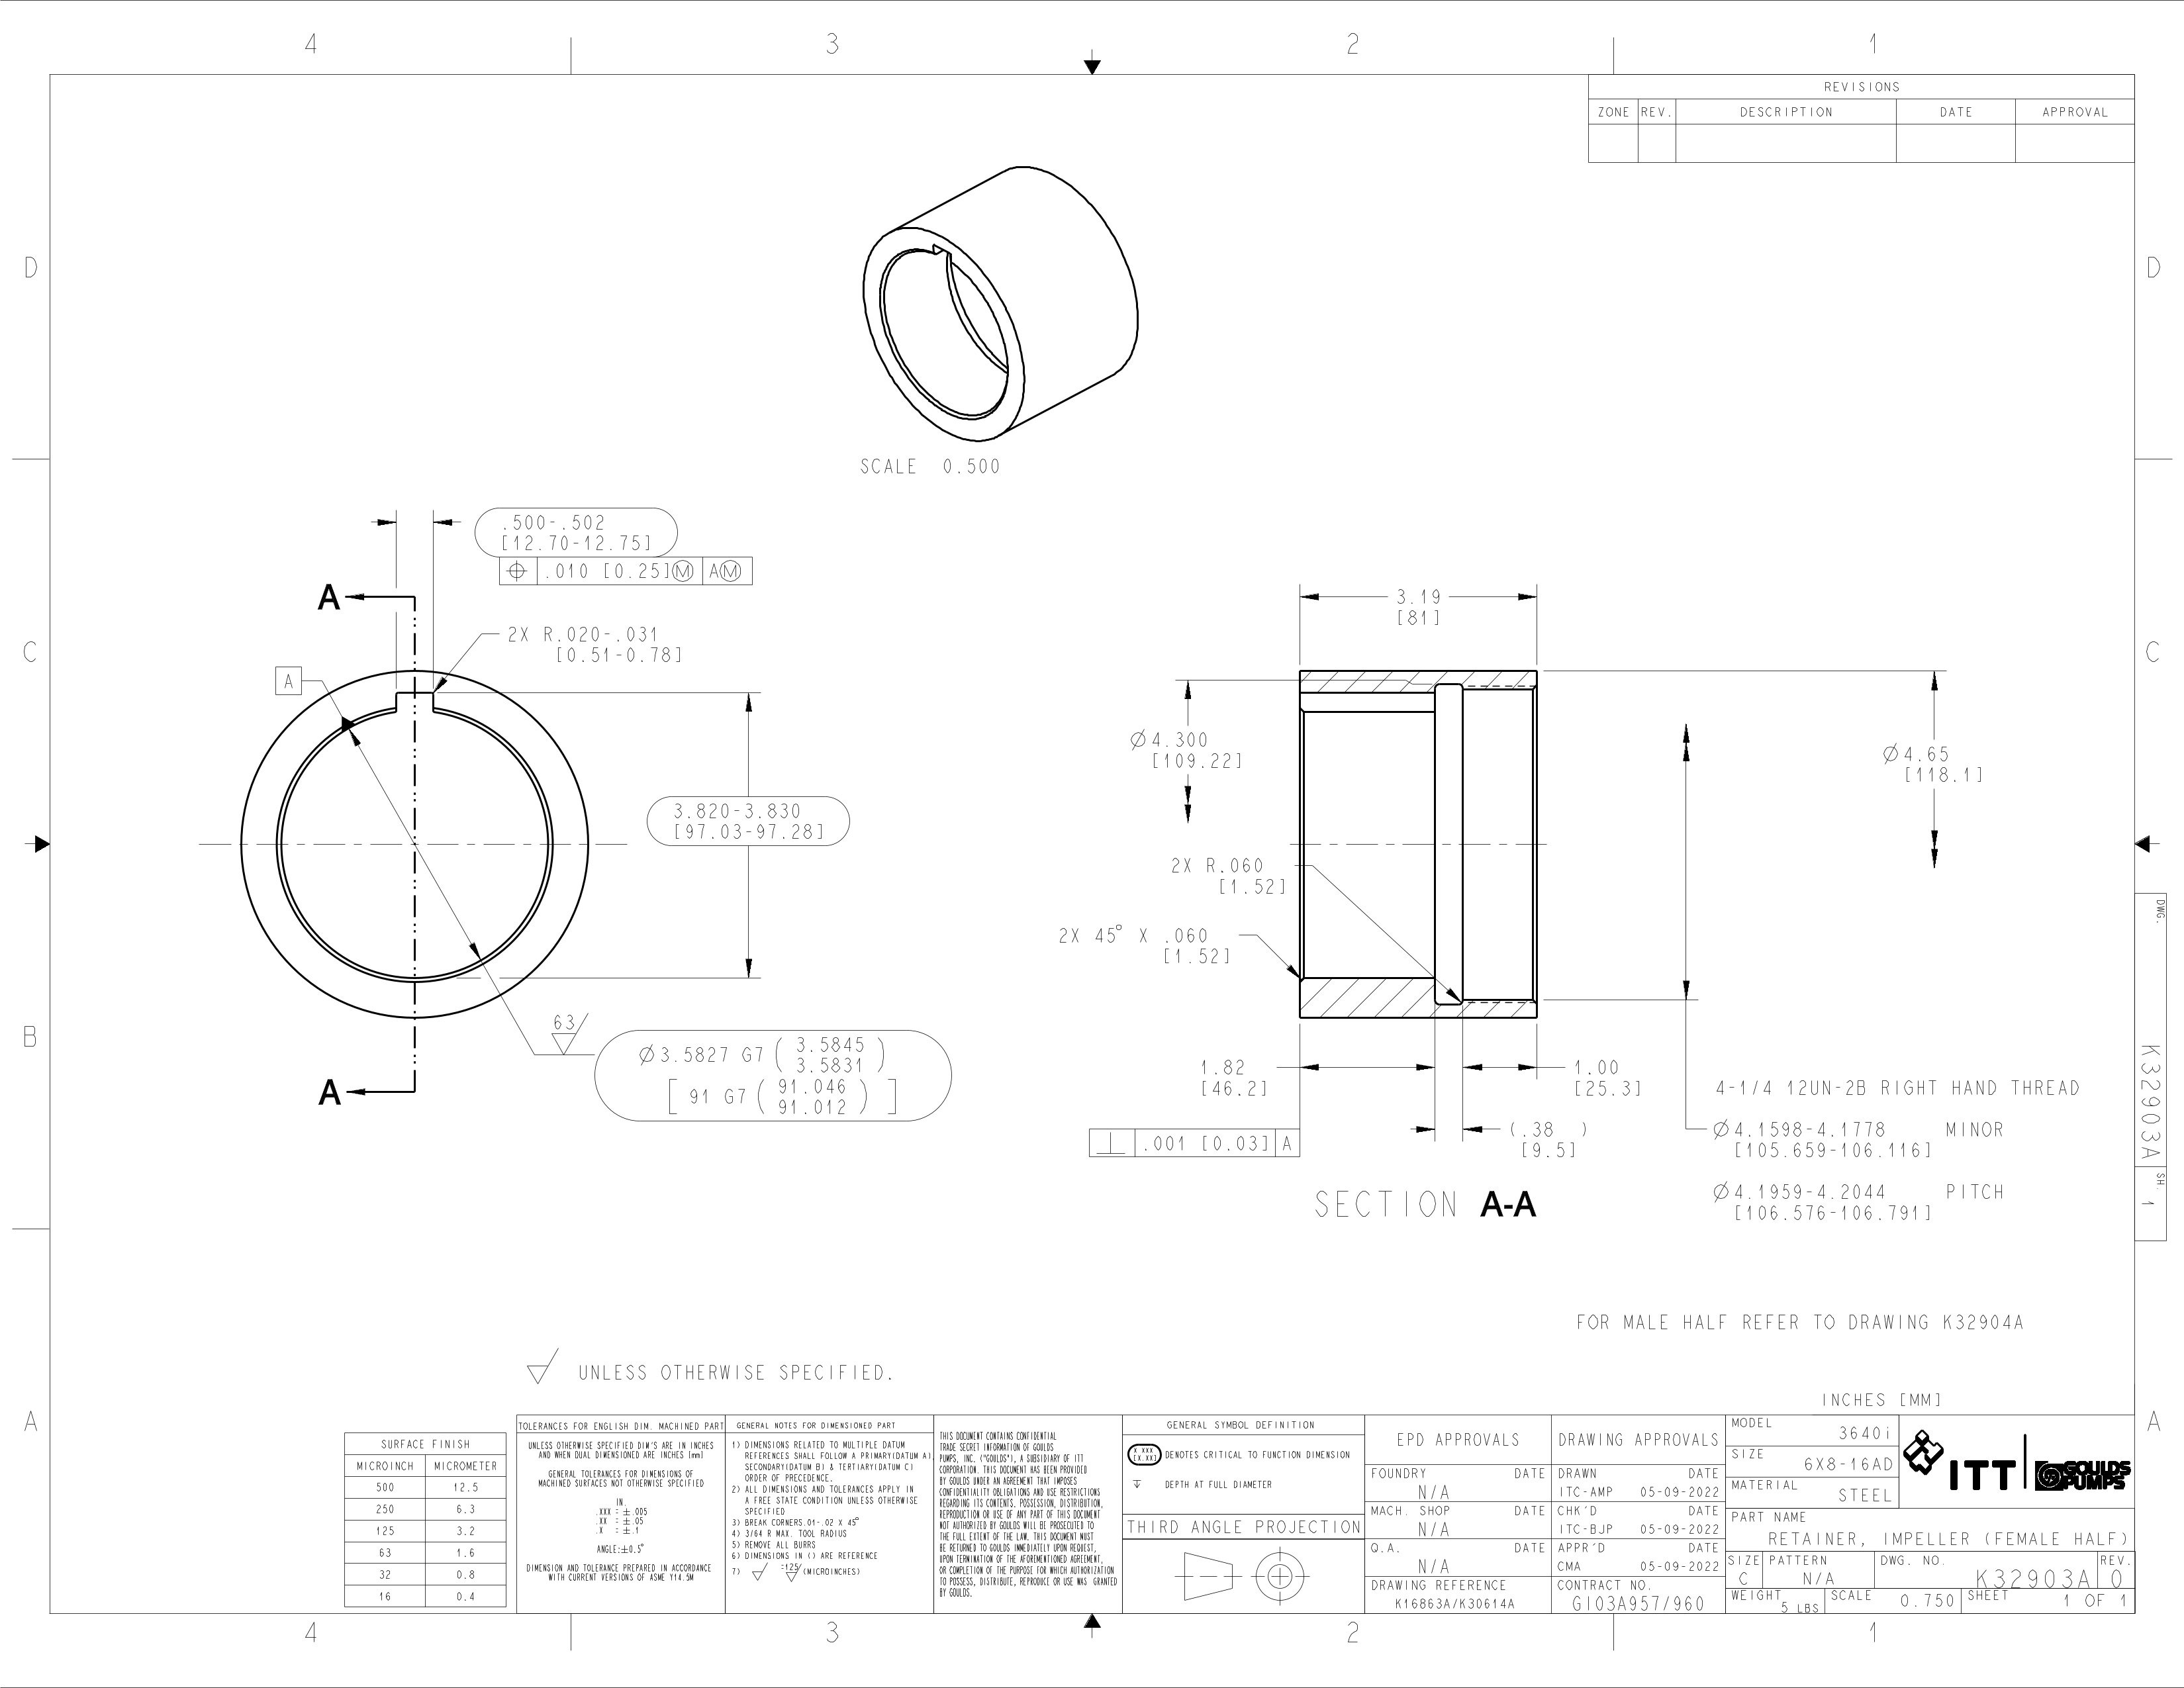 4 3 2 1
REVISIONS
ZONE REV. DESCRIPTION DATE APPROVAL
D D
SCALE 0.500
.500-.502
[12.70-12.75]
.010 [0.25]Ⓜ AⓂ
A
2X R.020-.031
[0.51-0.78]
C C
A
3.820-3.830
[97.03-97.28]
63
Ø3.5827 G7 ( 3.5845
3.5831 )
[ 91 G7 ( 91.046
91.012 ) ]
A
3.19
[81]
Ø4.300
[109.22]
Ø4.65
[118.1]
2X R.060
[1.52]
2X 45° X .060
[1.52]
1.82
[46.2]
1.00
[25.3]
⊥ .001 [0.03] A
(.38 )
[9.5]
SECTION A-A
4-1/4 12UN-2B RIGHT HAND THREAD
Ø4.1598-4.1778 MINOR
[105.659-106.116]
Ø4.1959-4.2044 PITCH
[106.576-106.791]
B
DWG. K32903A SH. 1
FOR MALE HALF REFER TO DRAWING K32904A
UNLESS OTHERWISE SPECIFIED.
INCHES [MM]
A A
SURFACE FINISH
MICROINCH MICROMETER
500 12.5
250 6.3
125 3.2
63 1.6
32 0.8
16 0.4
TOLERANCES FOR ENGLISH DIM. MACHINED PART
UNLESS OTHERWISE SPECIFIED DIM'S ARE IN INCHES
AND WHEN DUAL DIMENSIONED ARE INCHES [mm]
GENERAL TOLERANCES FOR DIMENSIONS OF
MACHINED SURFACES NOT OTHERWISE SPECIFIED
IN.
.XXX : ±.005
.XX : ±.05
.X : ±.1
ANGLE:±0.5°
DIMENSION AND TOLERANCE PREPARED IN ACCORDANCE
WITH CURRENT VERSIONS OF ASME Y14.5M
GENERAL NOTES FOR DIMENSIONED PART
1) DIMENSIONS RELATED TO MULTIPLE DATUM
REFERENCES SHALL FOLLOW A PRIMARY(DATUM A)
SECONDARY(DATUM B) & TERTIARY(DATUM C)
ORDER OF PRECEDENCE.
2) ALL DIMENSIONS AND TOLERANCES APPLY IN
A FREE STATE CONDITION UNLESS OTHERWISE
SPECIFIED
3) BREAK CORNERS.01-.02 X 45°
4) 3/64 R MAX. TOOL RADIUS
5) REMOVE ALL BURRS
6) DIMENSIONS IN () ARE REFERENCE
7) =125 (MICROINCHES)
THIS DOCUMENT CONTAINS CONFIDENTIAL
TRADE SECRET INFORMATION OF GOULDS
PUMPS, INC. ("GOULDS"), A SUBSIDIARY OF ITT
CORPORATION. THIS DOCUMENT HAS BEEN PROVIDED
BY GOULDS UNDER AN AGREEMENT THAT IMPOSES
CONFIDENTIALITY OBLIGATIONS AND USE RESTRICTIONS
REGARDING ITS CONTENTS. POSSESSION, DISTRIBUTION,
REPRODUCTION OR USE OF ANY PART OF THIS DOCUMENT
NOT AUTHORIZED BY GOULDS WILL BE PROSECUTED TO
THE FULL EXTENT OF THE LAW. THIS DOCUMENT MUST
BE RETURNED TO GOULDS IMMEDIATELY UPON REQUEST,
UPON TERMINATION OF THE AFOREMENTIONED AGREEMENT,
OR COMPLETION OF THE PURPOSE FOR WHICH AUTHORIZATION
TO POSSESS, DISTRIBUTE, REPRODUCE OR USE WAS GRANTED
BY GOULDS.
GENERAL SYMBOL DEFINITION
X.XXX
[X.XX] DENOTES CRITICAL TO FUNCTION DIMENSION
DEPTH AT FULL DIAMETER
THIRD ANGLE PROJECTION
EPD APPROVALS
FOUNDRY DATE
N/A
MACH. SHOP DATE
N/A
Q.A. DATE
N/A
DRAWING REFERENCE
K16863A/K30614A
DRAWING APPROVALS
DRAWN DATE
ITC-AMP 05-09-2022
CHK'D DATE
ITC-BJP 05-09-2022
APPR'D DATE
CMA 05-09-2022
CONTRACT NO.
GI03A957/960
MODEL
3640i
SIZE
6X8-16AD
MATERIAL
STEEL
ITT GOULDS PUMPS
PART NAME
RETAINER, IMPELLER (FEMALE HALF)
SIZE PATTERN DWG. NO. REV.
C N/A K32903A 0
WEIGHT 5 LBS SCALE 0.750 SHEET 1 OF 1
4 3 2 1